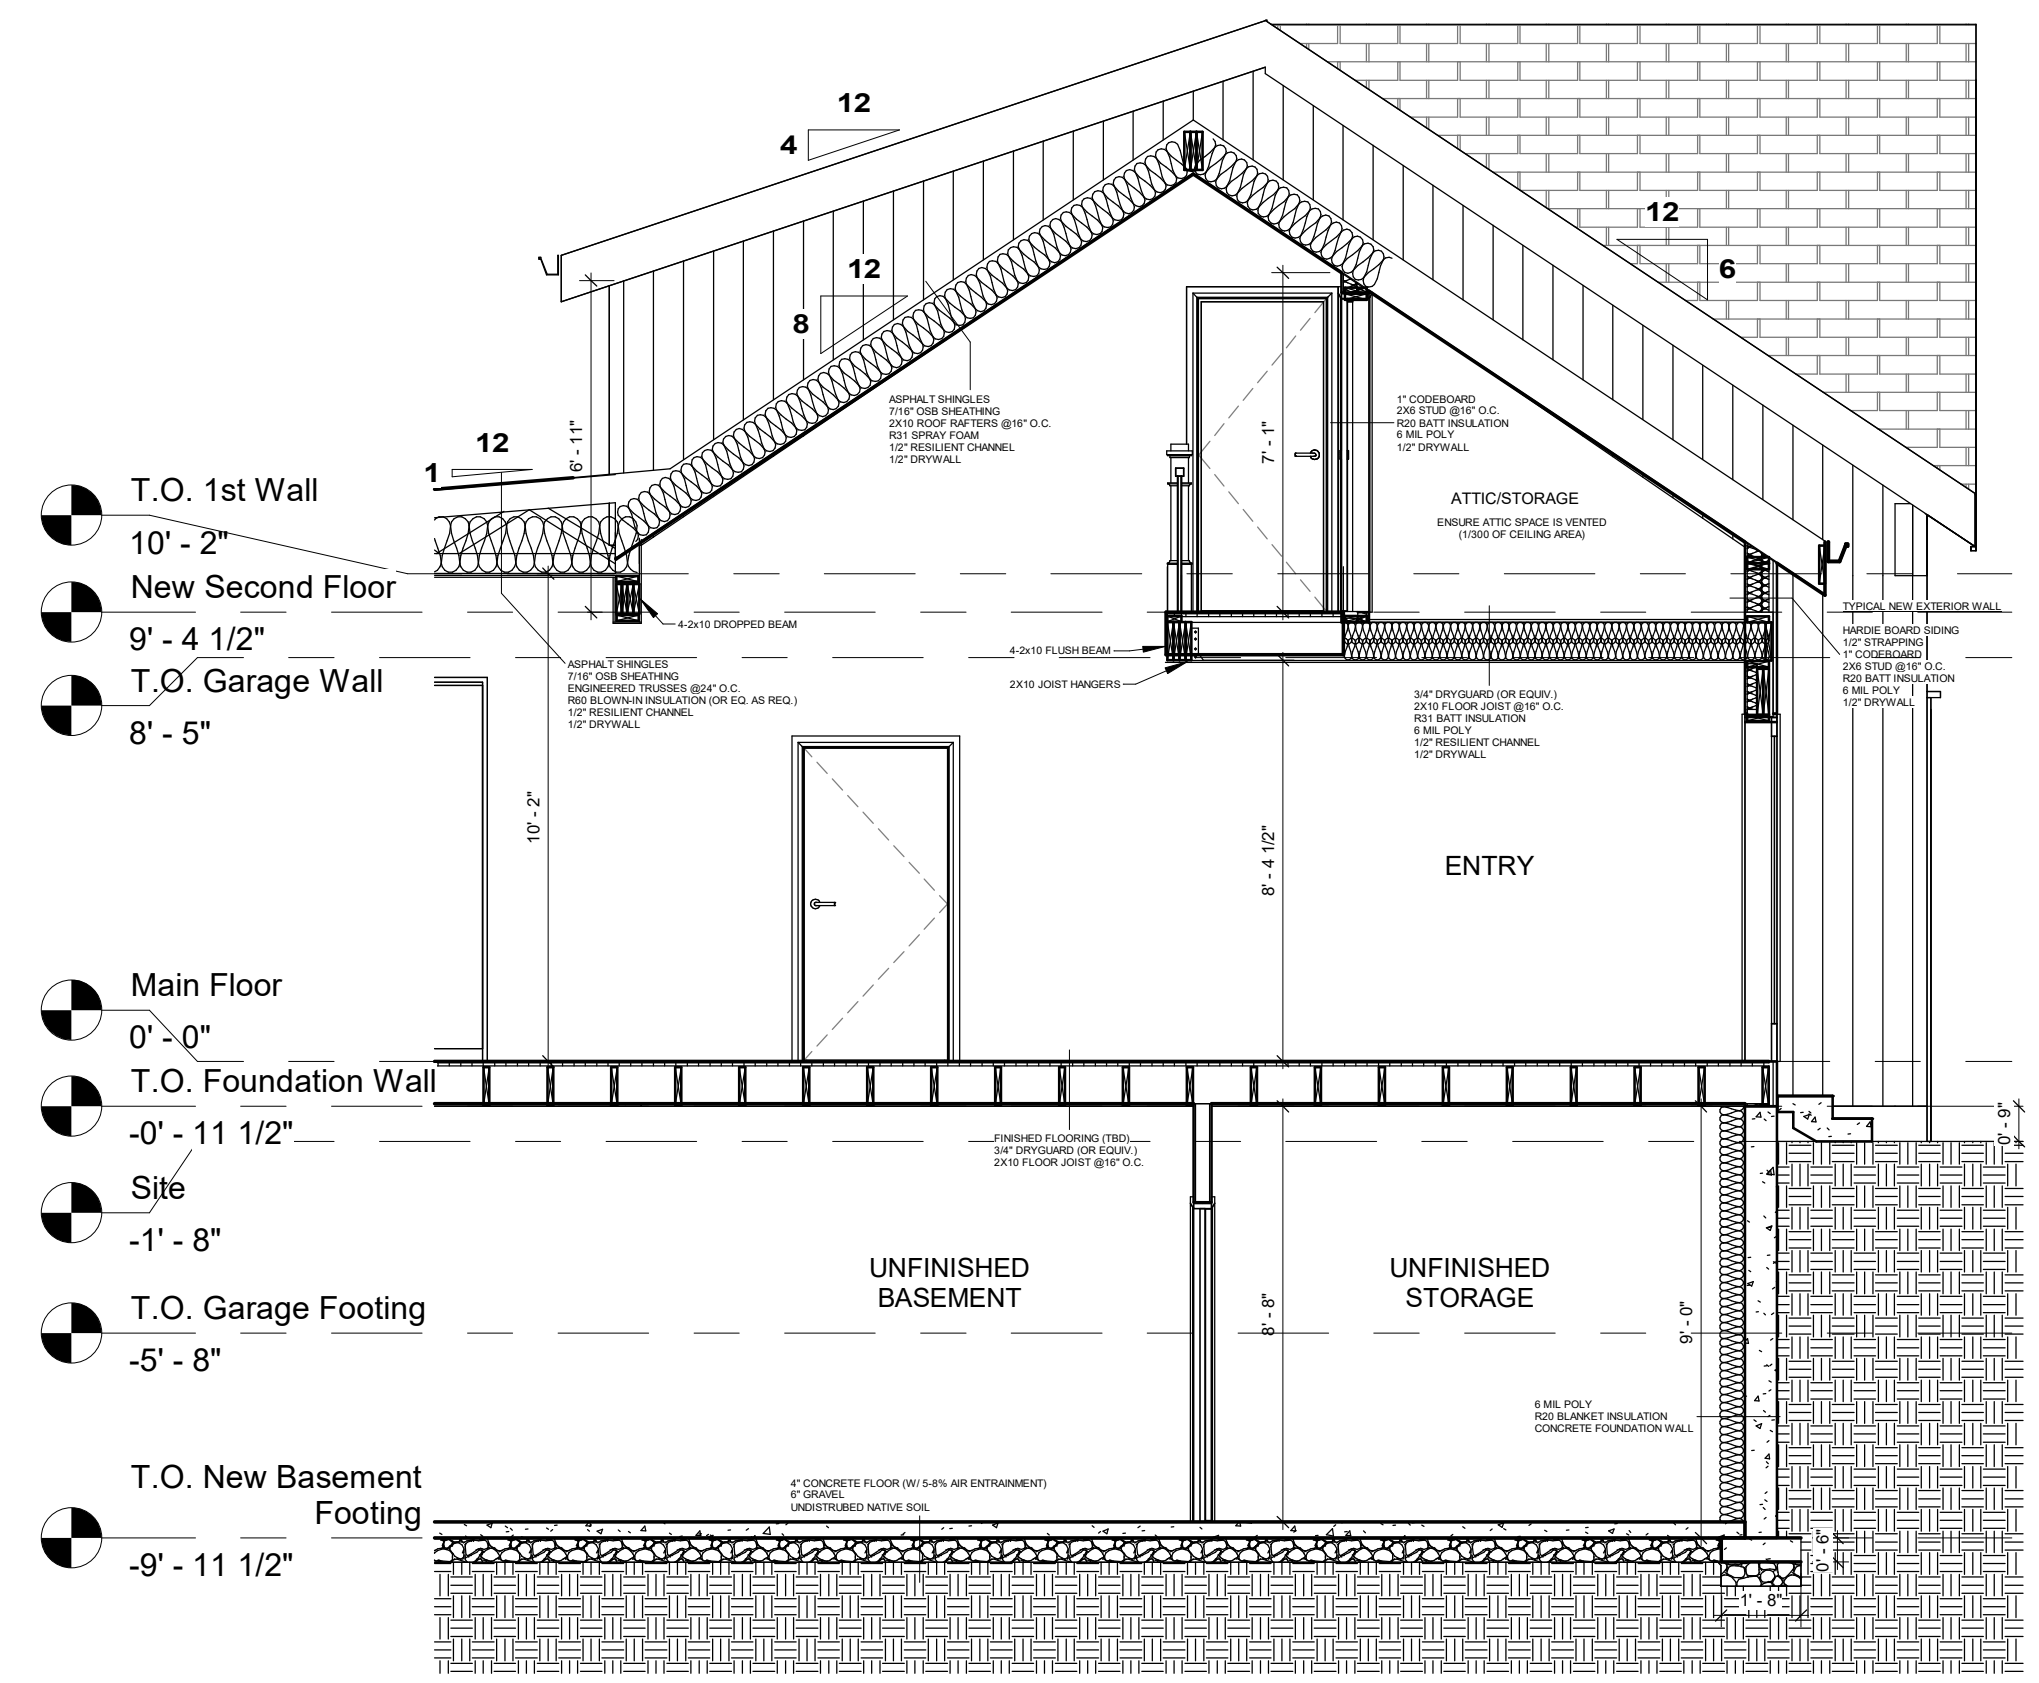 12
4
12
6
12
8
12
1
6' - 11"
7' - 1"
ASPHALT SHINGLES
7/16" OSB SHEATHING
2X10 ROOF RAFTERS @16" O.C.
R31 SPRAY FOAM
1/2" RESILIENT CHANNEL
1/2" DRYWALL
1" CODEBOARD
2X6 STUD @16" O.C.
R20 BATT INSULATION
6 MIL POLY
1/2" DRYWALL
ATTIC/STORAGE
ENSURE ATTIC SPACE IS VENTED
(1/300 OF CEILING AREA)
T.O. 1st Wall
10' - 2"
New Second Floor
9' - 4 1/2"
T.O. Garage Wall
8' - 5"
4-2x10 DROPPED BEAM
4-2x10 FLUSH BEAM
2X10 JOIST HANGERS
TYPICAL NEW EXTERIOR WALL
HARDIE BOARD SIDING
1/2" STRAPPING
1" CODEBOARD
2X6 STUD @16" O.C.
R20 BATT INSULATION
6 MIL POLY
1/2" DRYWALL
ASPHALT SHINGLES
7/16" OSB SHEATHING
ENGINEERED TRUSSES @24" O.C.
R60 BLOWN-IN INSULATION (OR EQ. AS REQ.)
1/2" RESILIENT CHANNEL
1/2" DRYWALL
3/4" DRYGUARD (OR EQUIV.)
2X10 FLOOR JOIST @16" O.C.
R31 BATT INSULATION
6 MIL POLY
1/2" RESILIENT CHANNEL
1/2" DRYWALL
10' - 2"
8' - 4 1/2"
ENTRY
Main Floor
0' - 0"
T.O. Foundation Wall
-0' - 11 1/2"
Site
-1' - 8"
T.O. Garage Footing
-5' - 8"
T.O. New Basement
Footing
-9' - 11 1/2"
0' - 9"
FINISHED FLOORING (TBD)
3/4" DRYGUARD (OR EQUIV.)
2X10 FLOOR JOIST @16" O.C.
UNFINISHED
BASEMENT
UNFINISHED
STORAGE
8' - 8"
9' - 0"
6 MIL POLY
R20 BLANKET INSULATION
CONCRETE FOUNDATION WALL
4" CONCRETE FLOOR (W/ 5-8% AIR ENTRAINMENT)
6" GRAVEL
UNDISTRUBED NATIVE SOIL
0' - 6"
1' - 8"